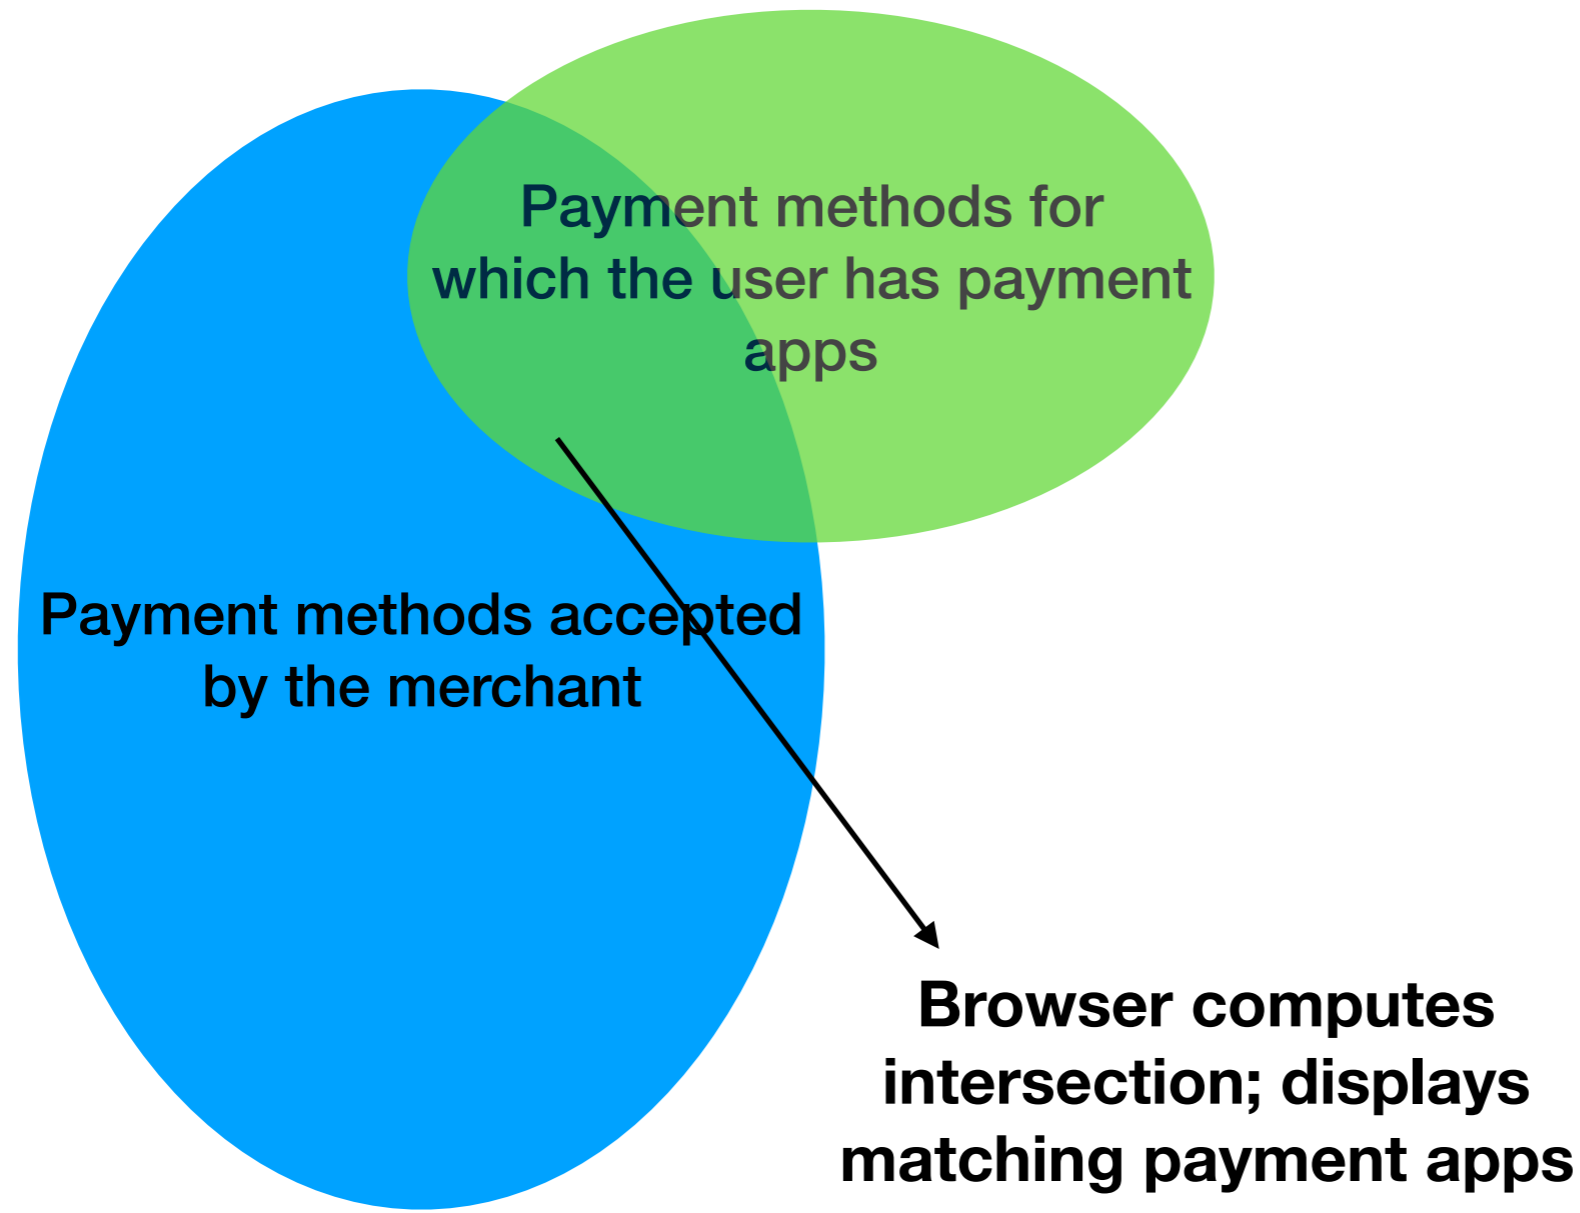 Payment methods for
which the user has payment
apps
Payment methods accepted
by the merchant
Browser computes
intersection; displays
matching payment apps